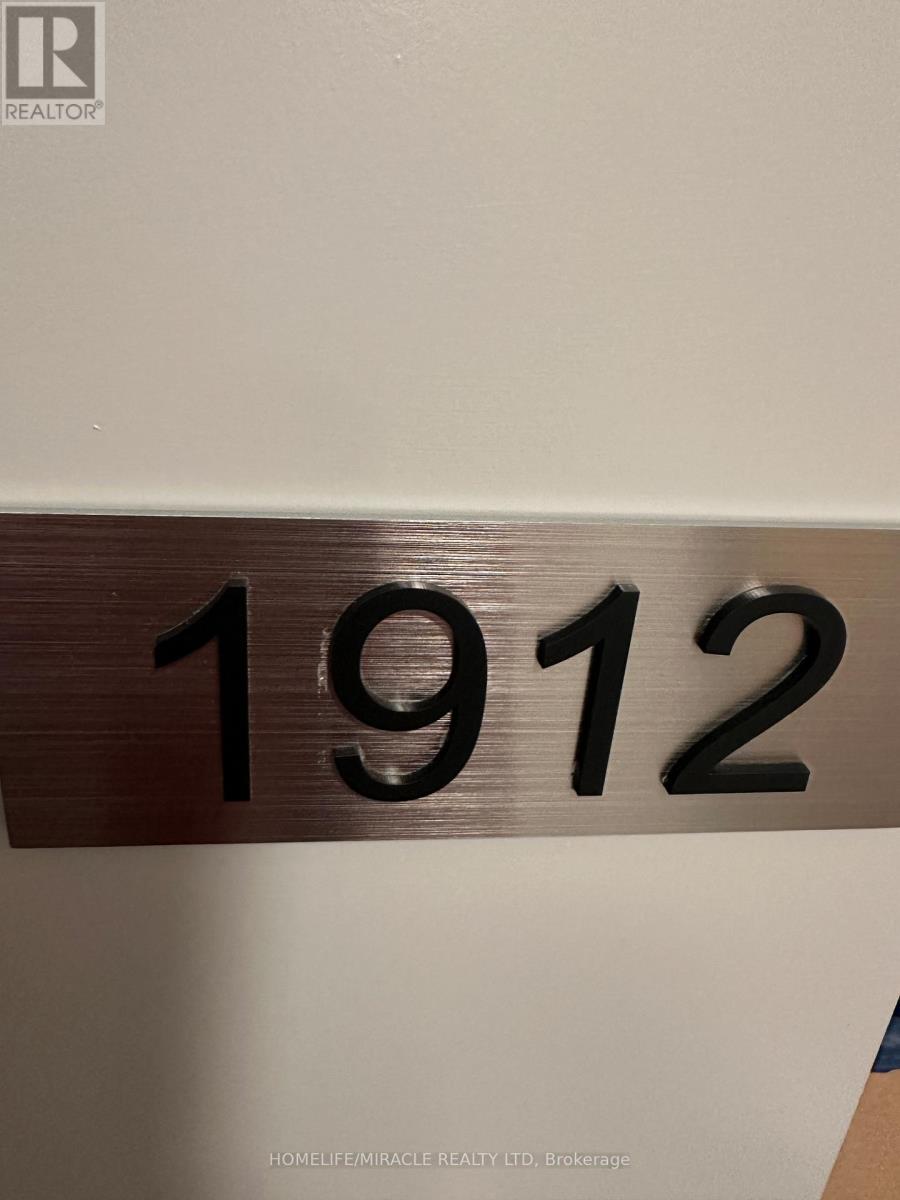 R
REALTOR®
1912
HOMELIFE/MIRACLE REALTY LTD, Brokerage